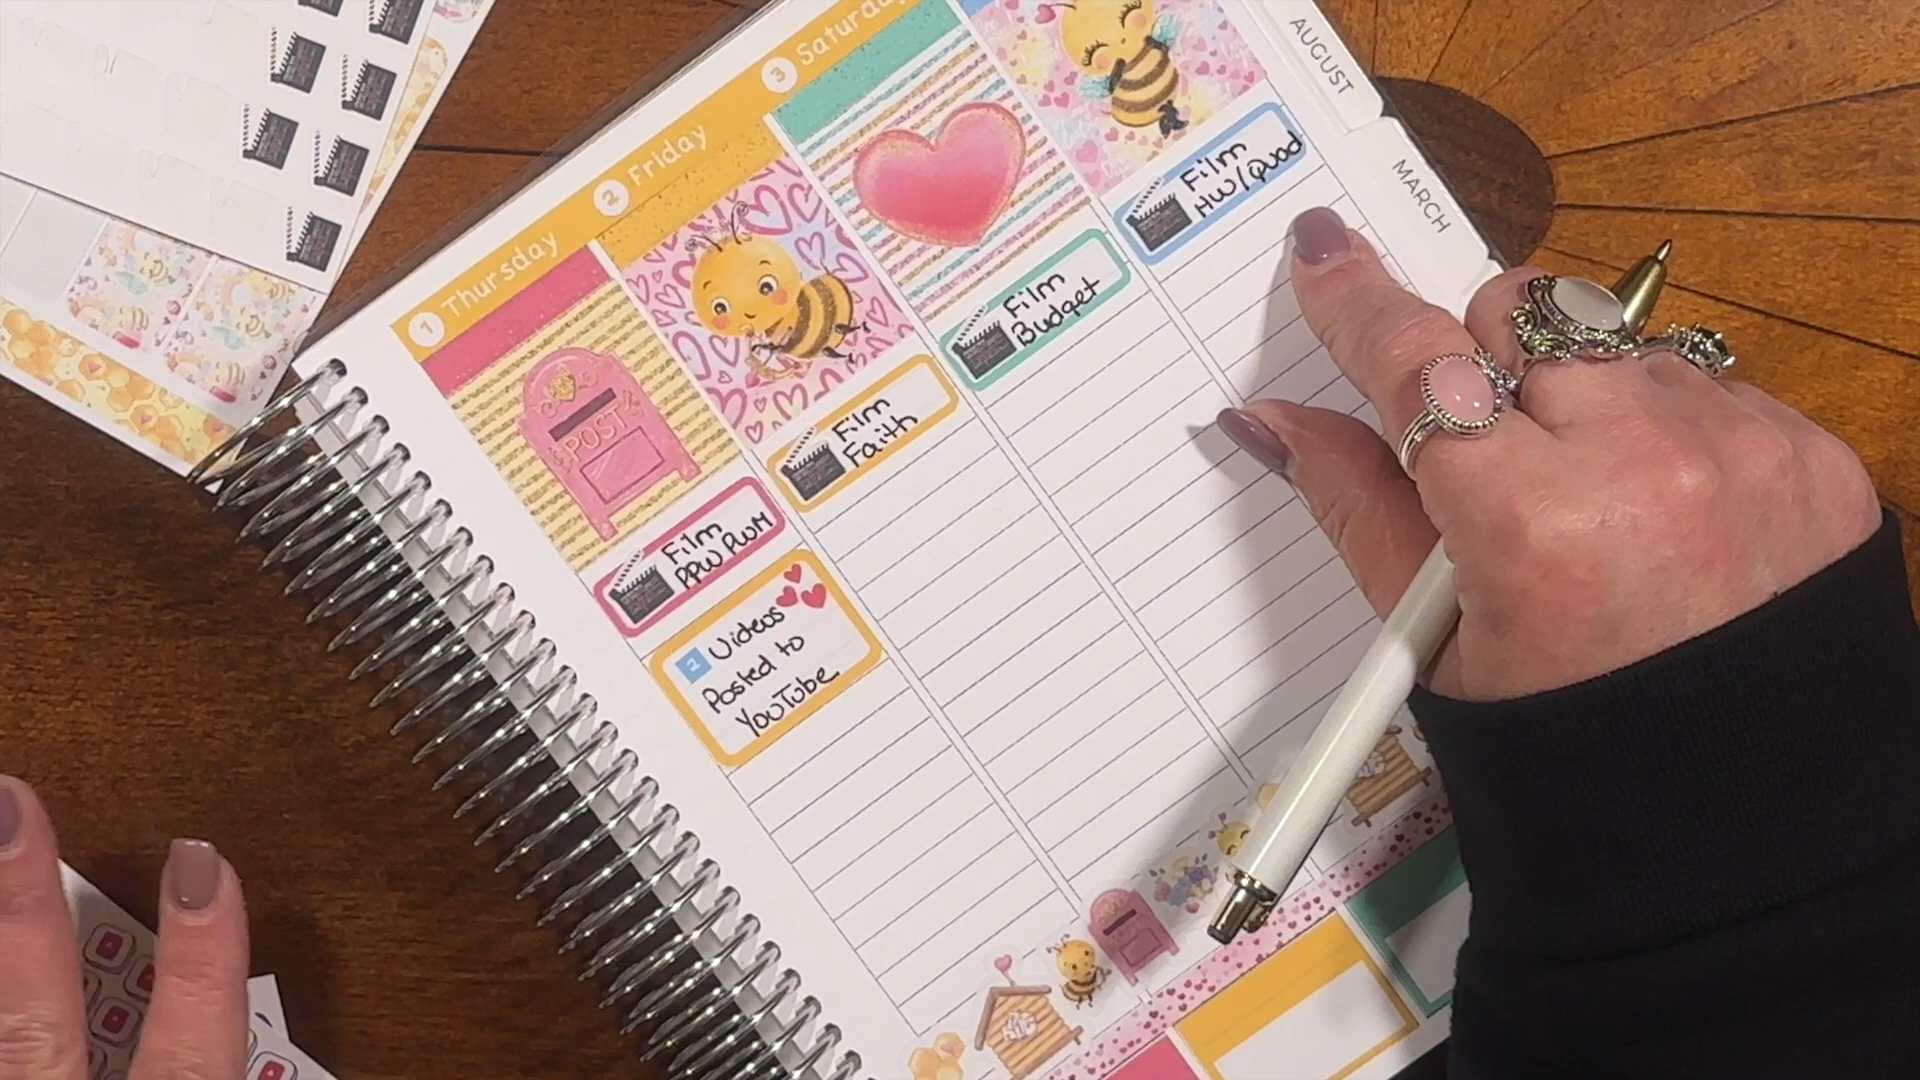 1 Thursday
2 Friday
3 Saturday
AUGUST
MARCH
POST
Film
PPW PWM
2 Videos
Posted to
YouTube
Film
Faith
Film
Budget
Film
HW/Quad